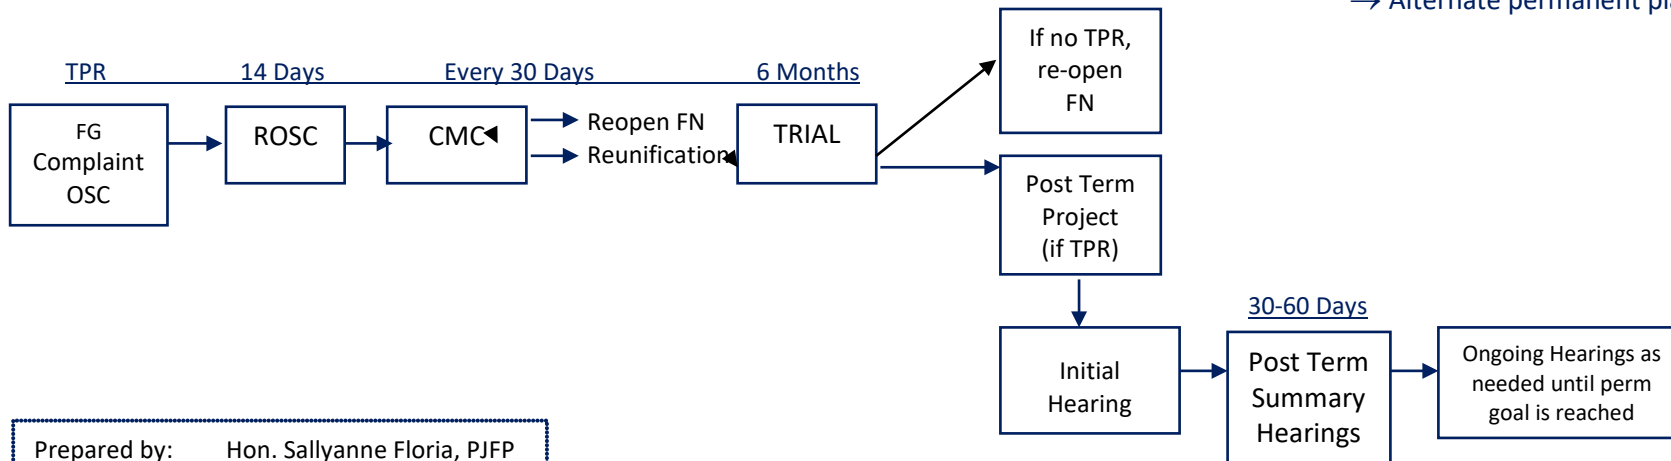 → Alternate permanent
If no TPR,
re-open
FN
TPR 14 Days Every 30 Days 6 Months
FG
Complaint
OSC
ROSC
CMC
Reopen FN
Reunification
TRIAL
Post Term
Project
(if TPR)
30-60 Days
Initial
Hearing
Post Term
Summary
Hearings
Ongoing Hearings as
needed until perm
goal is reached
Prepared by: Hon. Sallyanne Floria, PJFP